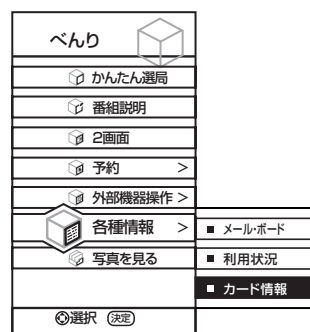 べんり
かんたん選局
番組説明
2画面
予約 >
外部機器操作 >
各種情報 >
メール・ボード
写真を見る
利用状況
カード情報
選択 決定